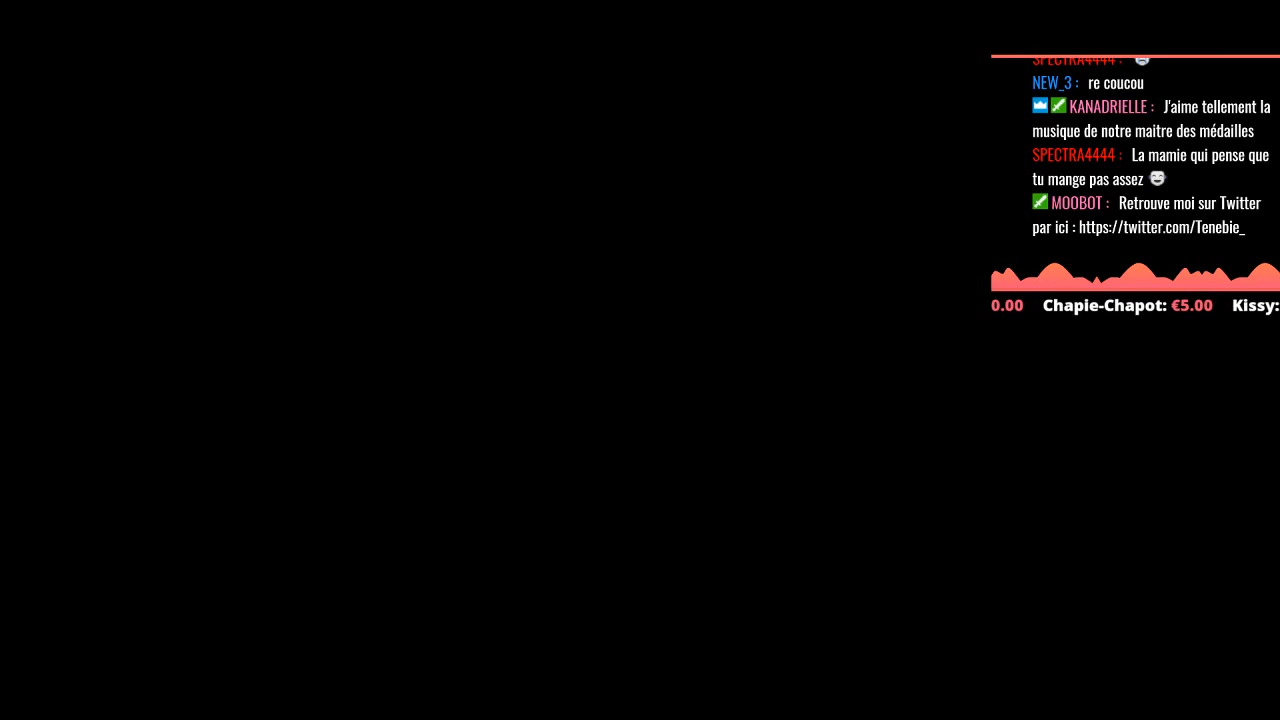 SPECTRA4444 :
NEW_3 : re coucou
KANADRIELLE : J'aime tellement la
musique de notre maitre des médailles
SPECTRA4444 : La mamie qui pense que
tu mange pas assez
MOOBOT : Retrouve moi sur Twitter
par ici : https://twitter.com/Tenebie_
0.00 Chapie-Chapot: €5.00 Kissy: